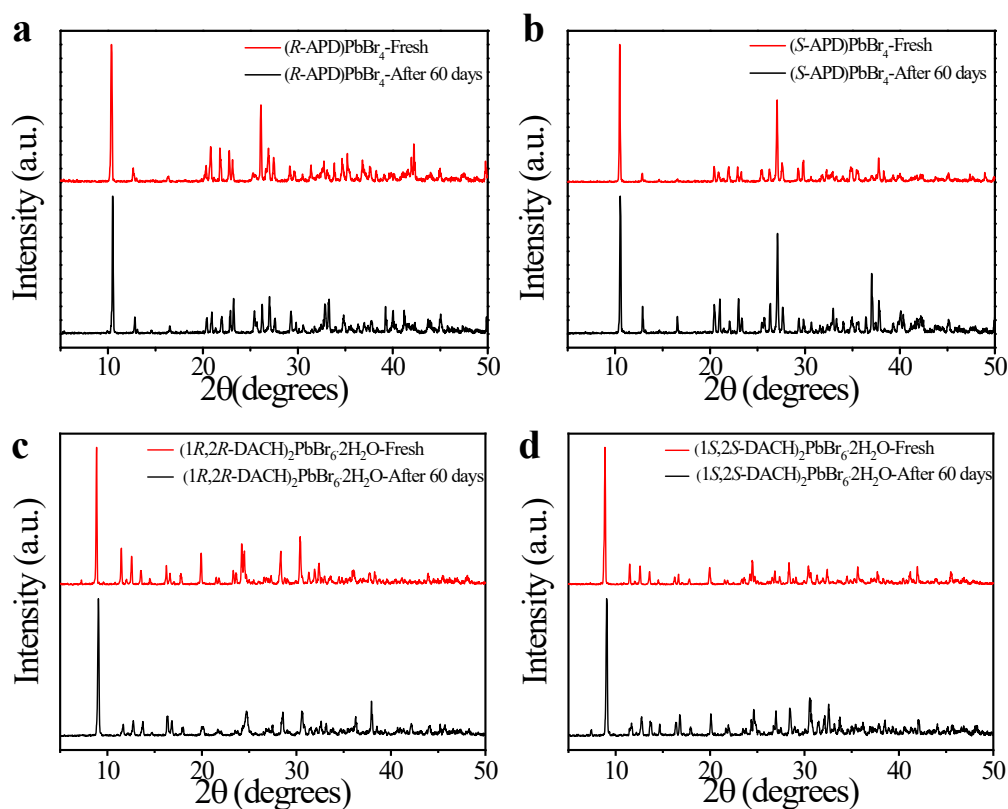 a
(R-APD)PbBr₄-Fresh
(R-APD)PbBr₄-After 60 days
Intensity (a.u.)
10 20 30 40 50
2θ(degrees)
b
(S-APD)PbBr₄-Fresh
(S-APD)PbBr₄-After 60 days
Intensity (a.u.)
10 20 30 40 50
2θ (degrees)
c
(1R,2R-DACH)₂PbBr₆·2H₂O-Fresh
(1R,2R-DACH)₂PbBr₆·2H₂O-After 60 days
Intensity (a.u.)
10 20 30 40 50
2θ (degrees)
d
(1S,2S-DACH)₂PbBr₆·2H₂O-Fresh
(1S,2S-DACH)₂PbBr₆·2H₂O-After 60 days
Intensity (a.u.)
10 20 30 40 50
2θ (degrees)